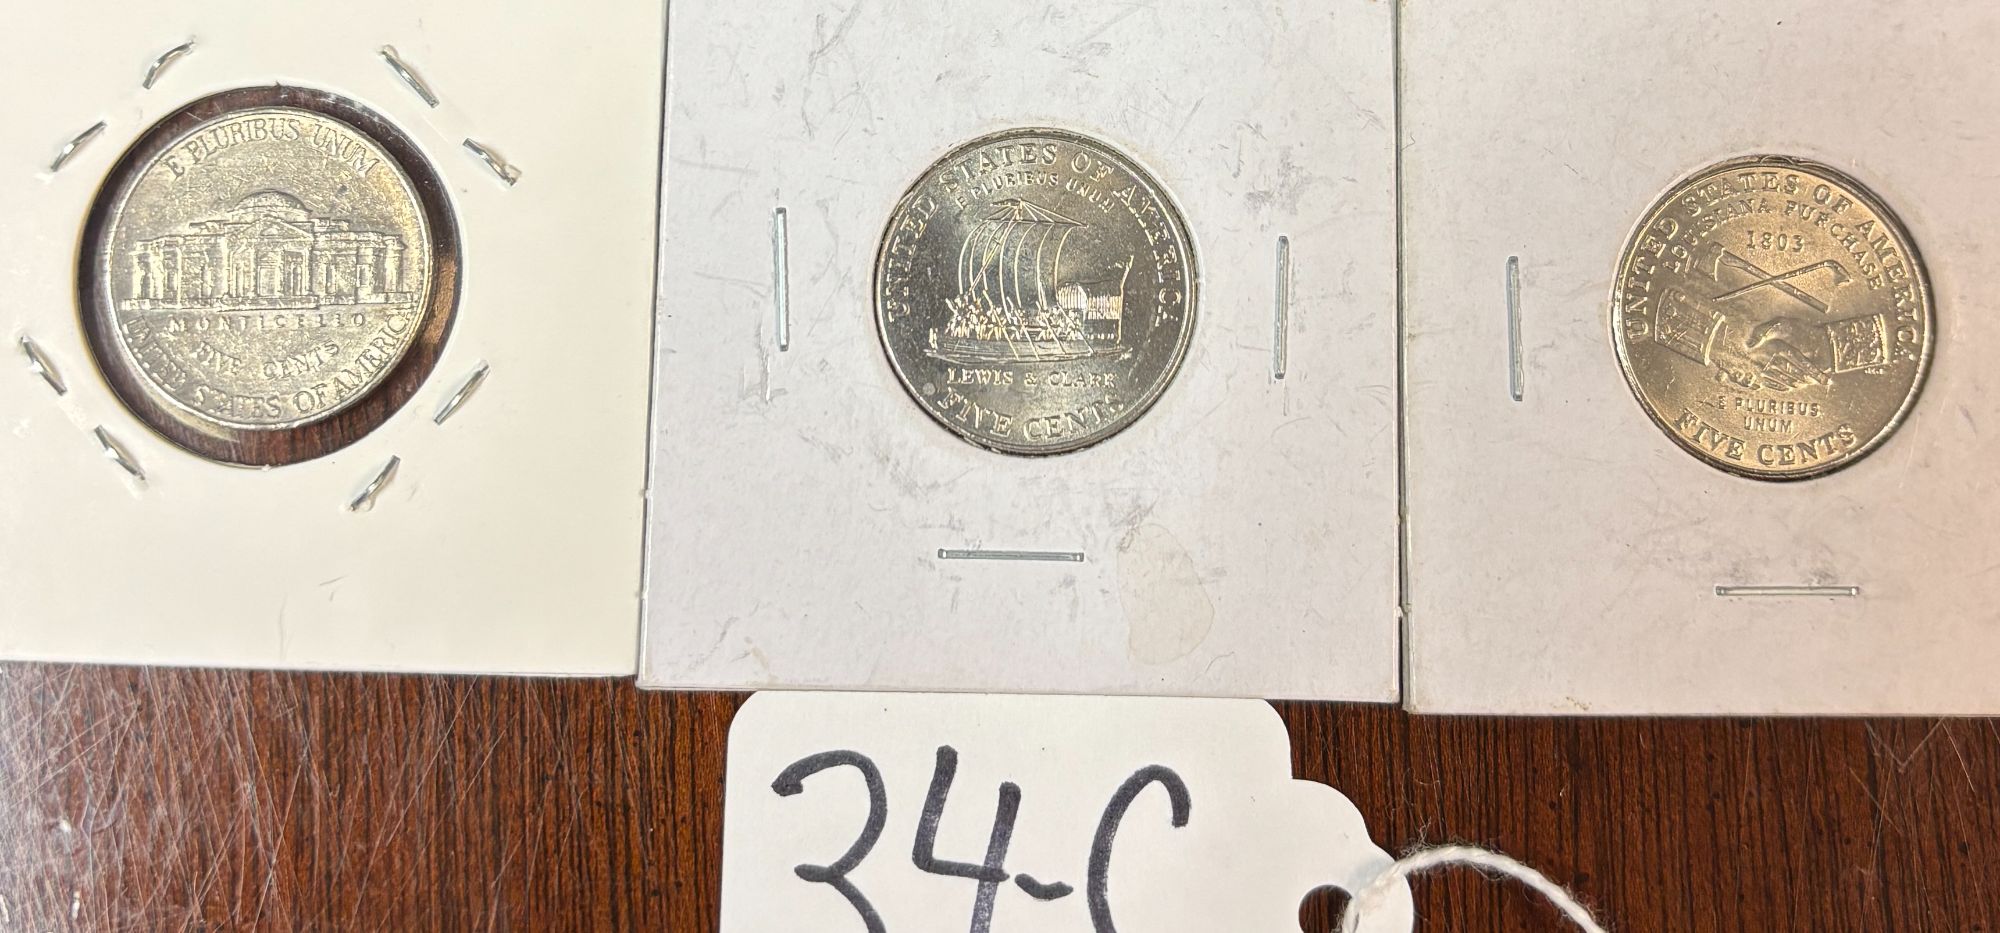 E PLURIBUS UNUM
MONTICELLO
FIVE CENTS
UNITED STATES OF AMERICA
UNITED STATES OF AMERICA
E PLURIBUS UNUM
LEWIS & CLARK
FIVE CENTS
UNITED STATES OF AMERICA
LOUISIANA PURCHASE
1803
E PLURIBUS
UNUM
FIVE CENTS
34-C